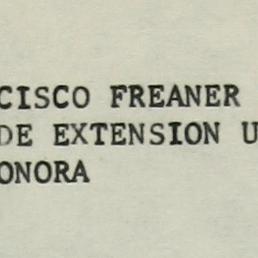 CISCO FREANER
DE EXTENSION U
ONORA